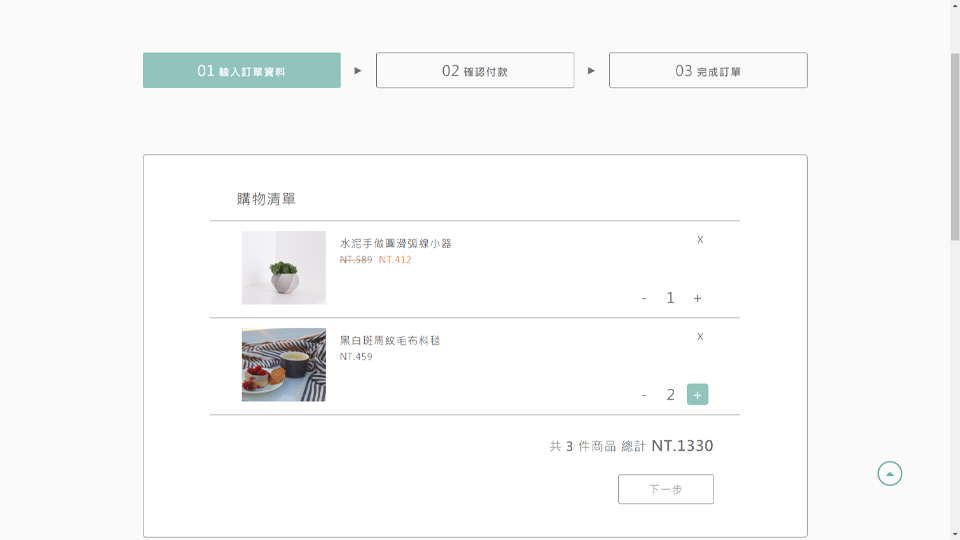 01 輸入訂單資料
02 確認付款
03 完成訂單
購物清單
水泥手做圓滑弧線小器
NT.589 NT.412
X
- 1 +
黑白斑馬紋毛布料毯
NT.459
X
- 2 +
共 3 件商品 總計 NT.1330
下一步